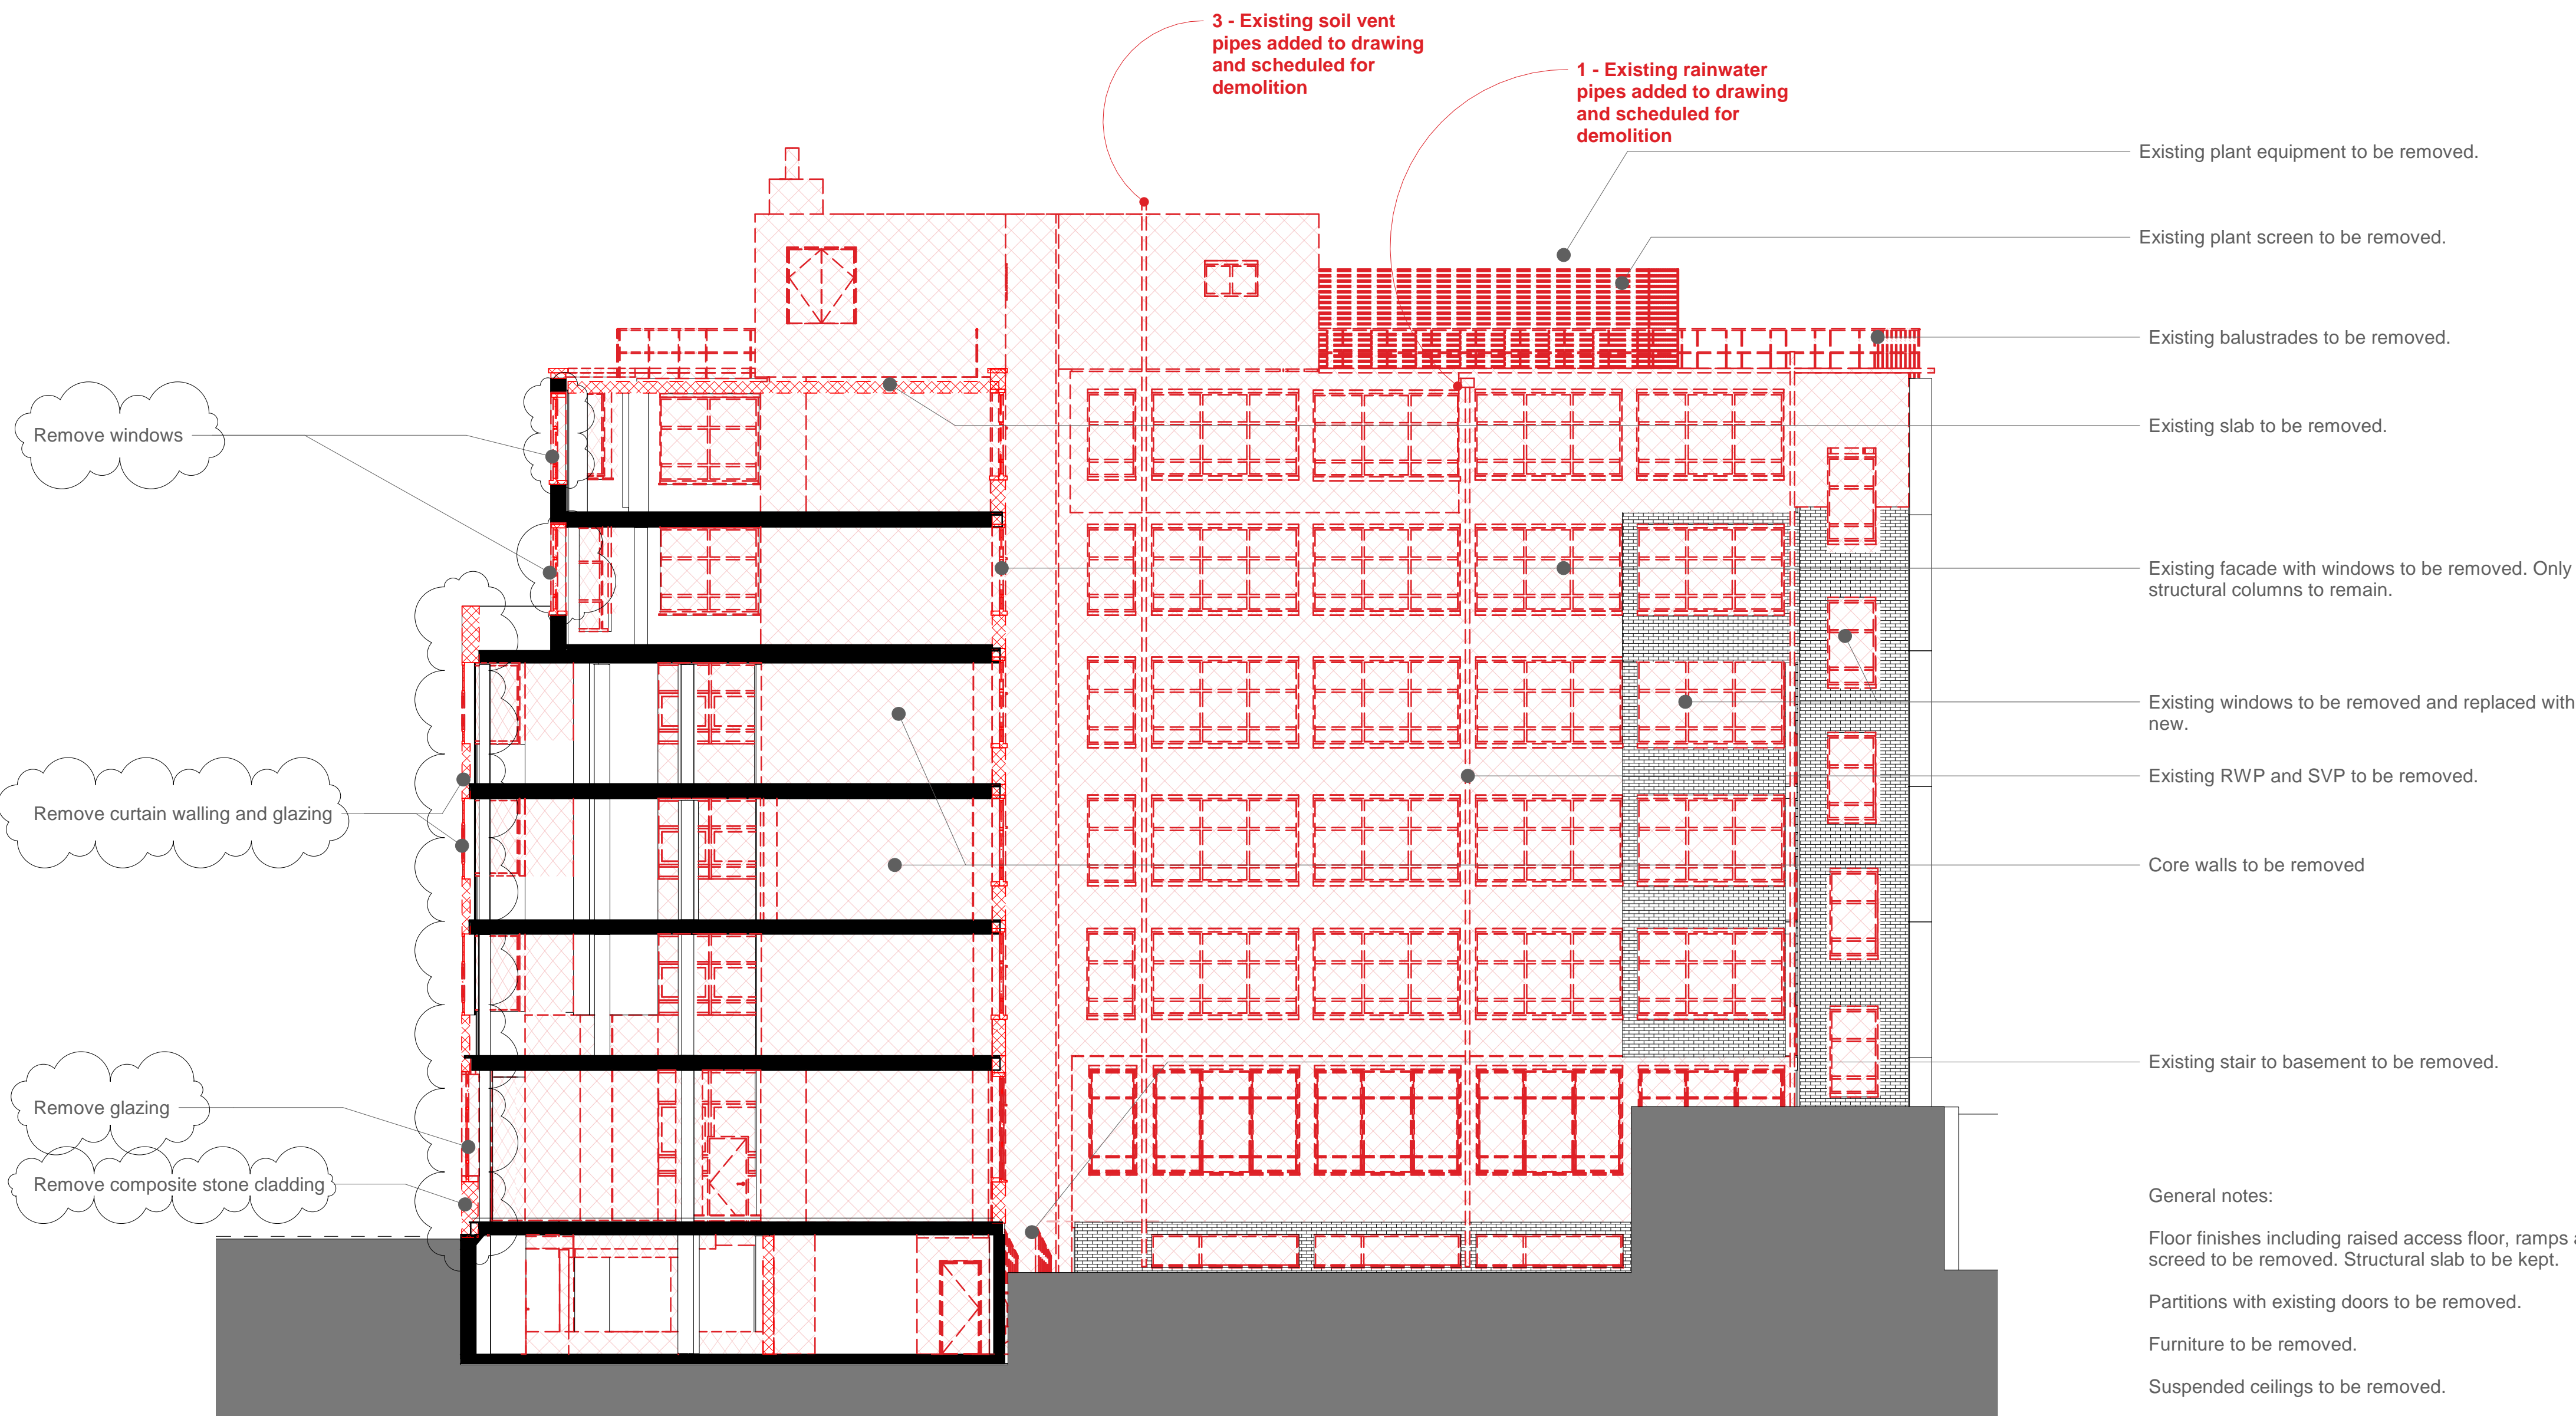 3 - Existing soil vent
pipes added to drawing
and scheduled for
demolition
1 - Existing rainwater
pipes added to drawing
and scheduled for
demolition
Existing plant equipment to be removed.
Existing plant screen to be removed.
Existing balustrades to be removed.
Existing slab to be removed.
Existing facade with windows to be removed. Only
structural columns to remain.
Existing windows to be removed and replaced with
new.
Existing RWP and SVP to be removed.
Core walls to be removed
Existing stair to basement to be removed.
Remove windows
Remove curtain walling and glazing
Remove glazing
Remove composite stone cladding
General notes:
Floor finishes including raised access floor, ramps
screed to be removed. Structural slab to be kept.
Partitions with existing doors to be removed.
Furniture to be removed.
Suspended ceilings to be removed.